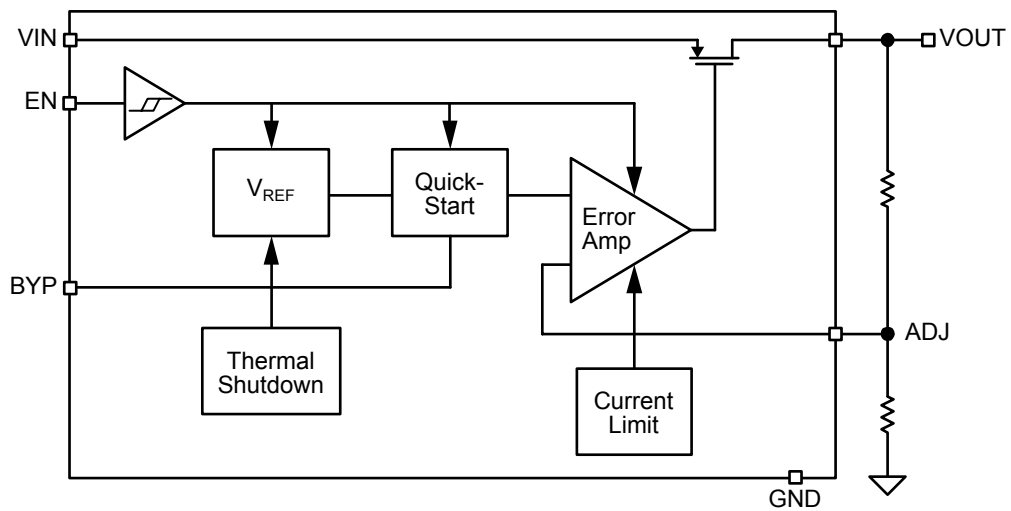 VIN
VOUT
EN
VREF
Quick-
Start
Error
Amp
BYP
ADJ
Thermal
Shutdown
Current
Limit
GND